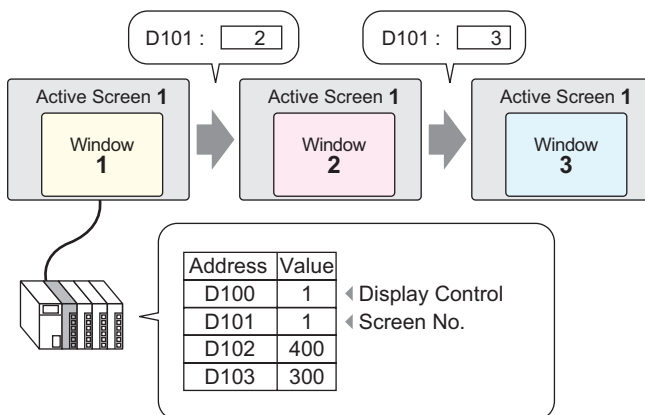 D101 : 2
D101 : 3
Active Screen 1
Window
1
Active Screen 1
Window
2
Active Screen 1
Window
3
Address Value
D100 1 Display Control
D101 1 Screen No.
D102 400
D103 300